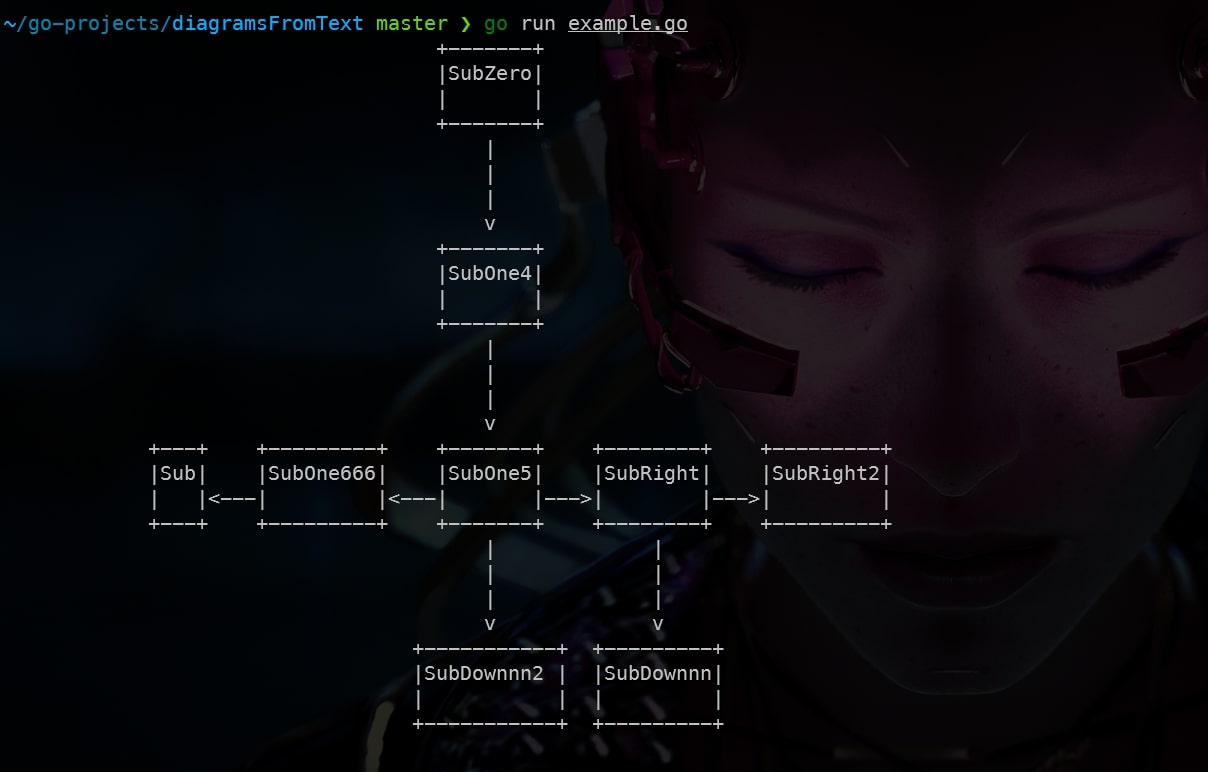 ~/go-projects/diagramsFromText master ❯ go run example.go
                                    +-------+
                                    |SubZero|
                                    |       |
                                    +-------+
                                        |
                                        |
                                        |
                                        v
                                    +-------+
                                    |SubOne4|
                                    |       |
                                    +-------+
                                        |
                                        |
                                        |
                                        v
            +---+    +---------+    +-------+    +--------+    +---------+
            |Sub|    |SubOne666|    |SubOne5|    |SubRight|    |SubRight2|
            |   |<---|         |<---|       |--->|        |--->|         |
            +---+    +---------+    +-------+    +--------+    +---------+
                                        |             |
                                        |             |
                                        |             |
                                        v             v
                                  +-----------+  +---------+
                                  |SubDownnn2 |  |SubDownnn|
                                  |           |  |         |
                                  +-----------+  +---------+